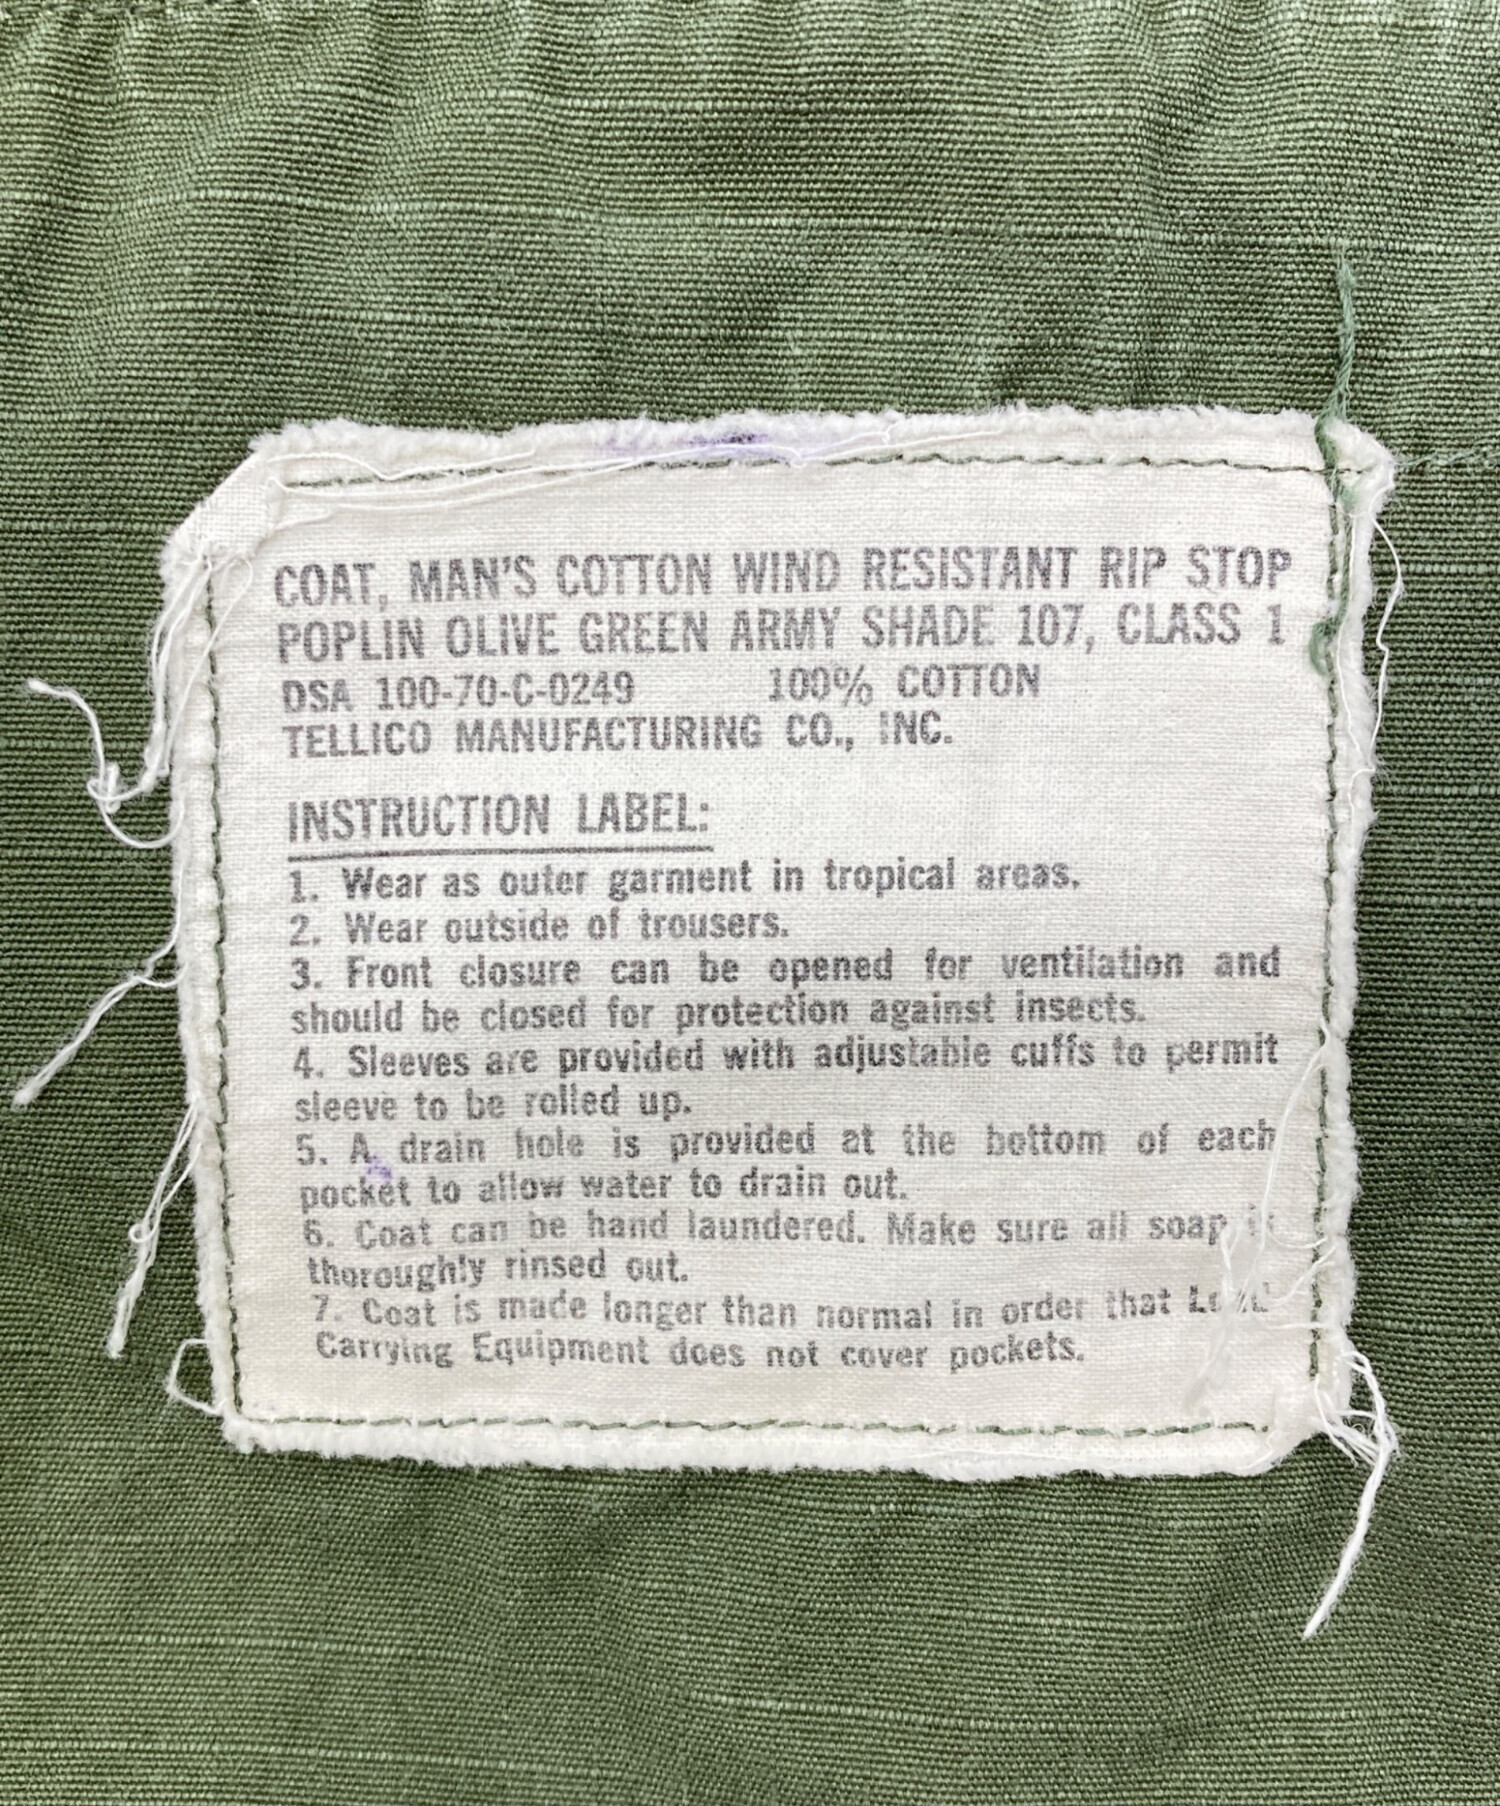 COAT, MAN'S COTTON WIND RESISTANT RIP STOP
POPLIN OLIVE GREEN ARMY SHADE 107, CLASS 1
DSA 100-70-C-0249 100% COTTON
TELLICO MANUFACTURING CO., INC.
INSTRUCTION LABEL:
1. Wear as outer garment in tropical areas.
2. Wear outside of trousers.
3. Front closure can be opened for ventilation and
should be closed for protection against insects.
4. Sleeves are provided with adjustable cuffs to permit
sleeve to be rolled up.
5. A drain hole is provided at the bottom of each
pocket to allow water to drain out.
6. Coat can be hand laundered. Make sure all soap is
thoroughly rinsed out.
7. Coat is made longer than normal in order that Load
Carrying Equipment does not cover pockets.